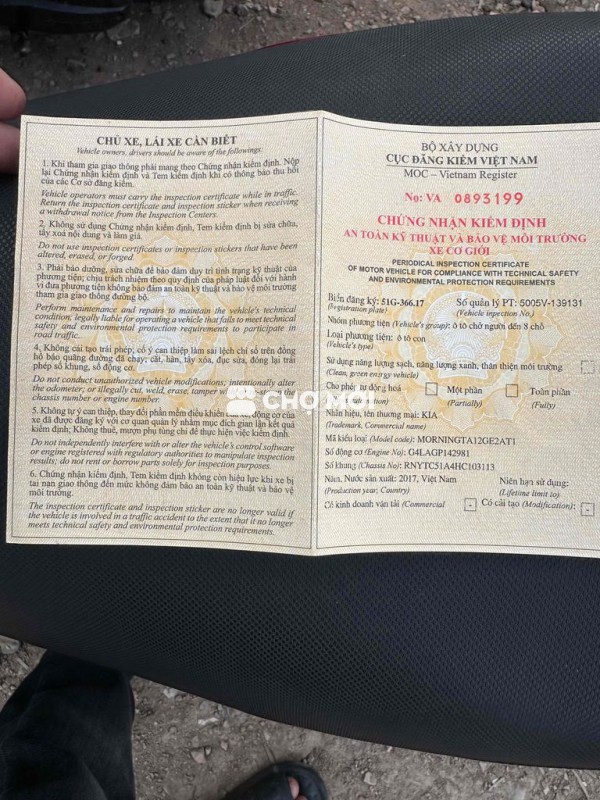 CHỦ XE, LÁI XE CẦN BIẾT
Vehicle owners, drivers should be aware of the followings.
1. Khi tham gia giao thông phải mang theo Chứng nhận kiểm định. Nộp
lại Chứng nhận kiểm định và Tem kiểm định khi có thông báo thu hồi
của các Cơ sở đăng kiểm.
Vehicle operators must carry the inspection certificate while in traffic.
Return the inspection certificate and inspection sticker when receiving
a withdrawal notice from the Inspection Centers.
2. Không sử dụng Chứng nhận, Tem kiểm định bị sửa chữa,
tẩy xoá nội dung và làm giả.
Do not use inspection certificates or inspection stickers that have been
altered, erased, or forged.
3. Phải bảo dưỡng, sửa chữa để bảo đảm duy trì tình trạng kỹ thuật của
phương tiện; chịu trách nhiệm theo quy định của pháp luật đối với hành
vi đưa phương tiện không bảo đảm an toàn kỹ thuật và bảo vệ môi trường
tham gia giao thông đường bộ.
Perform maintenance and repairs to maintain the vehicle's technical
condition; legally liable for operating a vehicle that fails to meet technical
safety and environmental protection requirements to participate in
road traffic.
4. Không cải tạo trái phép; cố ý can thiệp làm sai lệch chỉ số trên đồng
hồ báo quãng đường đã chạy; cắt, hàn, tẩy xóa, đục sửa, đóng lại trái
phép số khung, số động cơ.
Do not conduct unauthorized vehicle modifications; intentionally alter
the odometer; or illegally cut, weld, erase, tamper the
chassis number or engine number.
5. Không tự ý can thiệp, thay đổi phần mềm điều khiển của xe, động cơ của
xe đã được đăng ký với cơ quan quản lý nhằm mục đích gian lận kết quả
kiểm định; Không thuê, mượn phụ tùng chỉ để thực hiện việc kiểm định.
Do not independently interfere with or alter the vehicle's control software
or engine registered with regulatory authorities to manipulate inspection
results; do not rent or borrow parts solely for inspection purposes.
6. Chứng nhận kiểm định, Tem kiểm định không còn hiệu lực khi xe bị
tai nạn giao thông đến mức không đảm bảo an toàn kỹ thuật và bảo vệ
môi trường.
The inspection certificate and inspection sticker are no longer valid if
the vehicle is involved in a traffic accident to the extent that it no longer
meets technical safety and environmental protection requirements.
BỘ XÂY DỰNG
CỤC ĐĂNG KIỂM VIỆT NAM
MOC – Vietnam Register
No: VA 0893199
CHỨNG NHẬN KIỂM ĐỊNH
AN TOÀN KỸ THUẬT VÀ BẢO VỆ MÔI TRƯỜNG
XE CƠ GIỚI
PERIODICAL INSPECTION CERTIFICATE
OF MOTOR VEHICLE FOR COMPLIANCE WITH TECHNICAL SAFETY
AND ENVIRONMENTAL PROTECTION REQUIREMENTS
Biển đăng ký: 51G-366.17 Số quản lý PT: 5005V-139131
(Registration plate) (Vehicle inpection No.)
Nhóm phương tiện (Vehicle's group): ô tô chở người đến 8 chỗ
Loại phương tiện: ô tô con
(Vehicle's type)
Sử dụng năng lượng sạch, năng lượng xanh, thân thiện môi trường
(Clean, green energy vehicle)
Cho phép tự động hoá Một phần Toàn phần
(Partially) (Fully)
Nhãn hiệu, tên thương mại: KIA
(Trademark, Commercial name)
Mã kiểu loại (Model code): MORNINGTA12GE2AT1
Số động cơ (Engine No): G4LAGP142981
Số khung (Chassis No): RNYTC51A4HC103113
Năm, Nước sản xuất: 2017, Việt Nam Niên hạn sử dụng:
(Production year, Country) (Lifetime limit to)
Có kinh doanh vận tải (Commercial - Có cải tạo (Modification): -
CHỢ MỚI